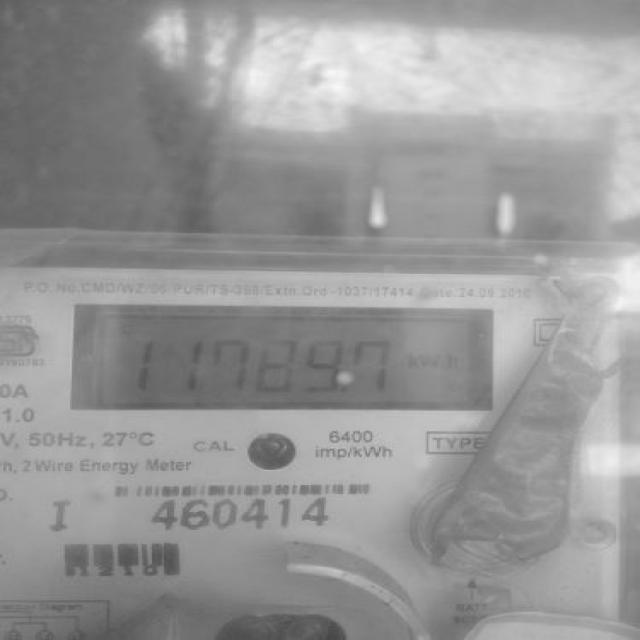 P.O. No.CMD/WZ/06/PUR/TS-388/Extn.Ord-1037/17414 Date.24.09.2010
11789.7 kWh
0A
1.0
V, 50Hz, 27°C
CAL
6400
imp/kWh
TYPE
2 Wire Energy Meter
I 460414